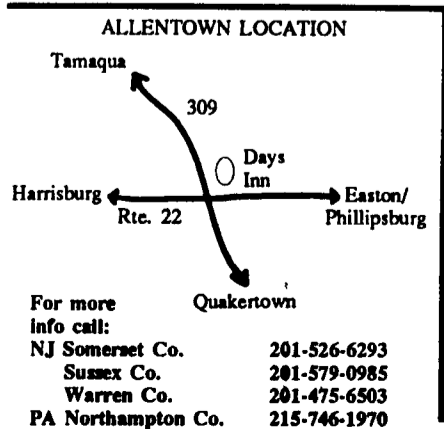 ALLENTOWN LOCATION
Tamaqua
309
Days
Inn
Harrisburg
Rte. 22
Easton/
Phillipsburg
Quakertown
For more
info call:
NJ Somerset Co. 201-526-6293
Sussex Co. 201-579-0985
Warren Co. 201-475-6503
PA Northampton Co. 215-746-1970